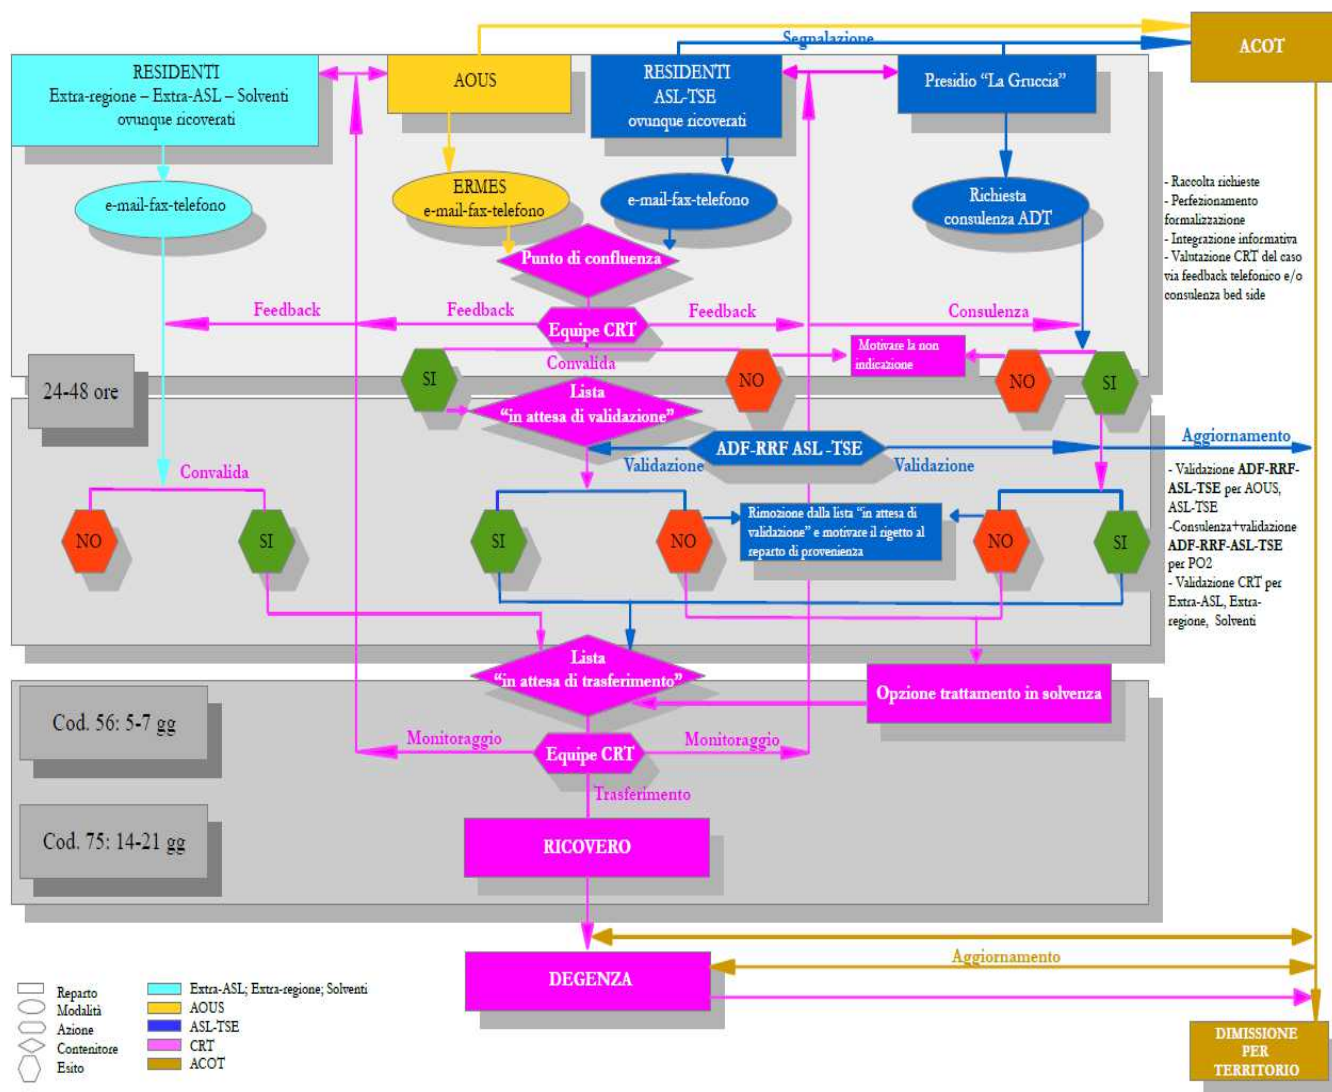 Segnalazione
ACOT
RESIDENTI
Extra-regione – Extra-ASL – Solventi
ovunque ricoverati
AOUS
RESIDENTI
ASL-TSE
ovunque ricoverati
Presidio “La Gruccia”
e-mail-fax-telefono
ERMES
e-mail-fax-telefono
e-mail-fax-telefono
Richiesta
consulenza ADT
- Raccolta richieste
- Perfezionamento
formalizzazione
- Integrazione informativa
- Valutazione CRT del caso
via feedback telefonico e/o
consulenza bed side
Punto di confluenza
Feedback
Feedback
Equipe CRT
Feedback
Consulenza
Motivare la non
indicazione
Convalida
24-48 ore
SI
NO
NO
SI
Lista
“in attesa di validazione”
ADF-RRF ASL -TSE
Validazione
Validazione
Aggiornamento
Convalida
- Validazione ADF-RRF-
ASL-TSE per AOUS,
ASL-TSE
-Consulenza+validazione
ADF-RRF-ASL-TSE
per PO2
- Validazione CRT per
Extra-ASL, Extra-
regione, Solventi
NO
SI
SI
NO
Rimozione dalla lista “in attesa di
validazione” e motivare il rigetto al
reparto di provenienza
NO
SI
Lista
“in attesa di trasferimento”
Opzione trattamento in solvenza
Cod. 56: 5-7 gg
Monitoraggio
Equipe CRT
Monitoraggio
Trasferimento
Cod. 75: 14-21 gg
RICOVERO
Aggiornamento
DEGENZA
Reparto
Modalità
Azione
Contenitore
Esito
Extra-ASL; Extra-regione; Solventi
AOUS
ASL-TSE
CRT
ACOT
DIMISSIONE
PER
TERRITORIO